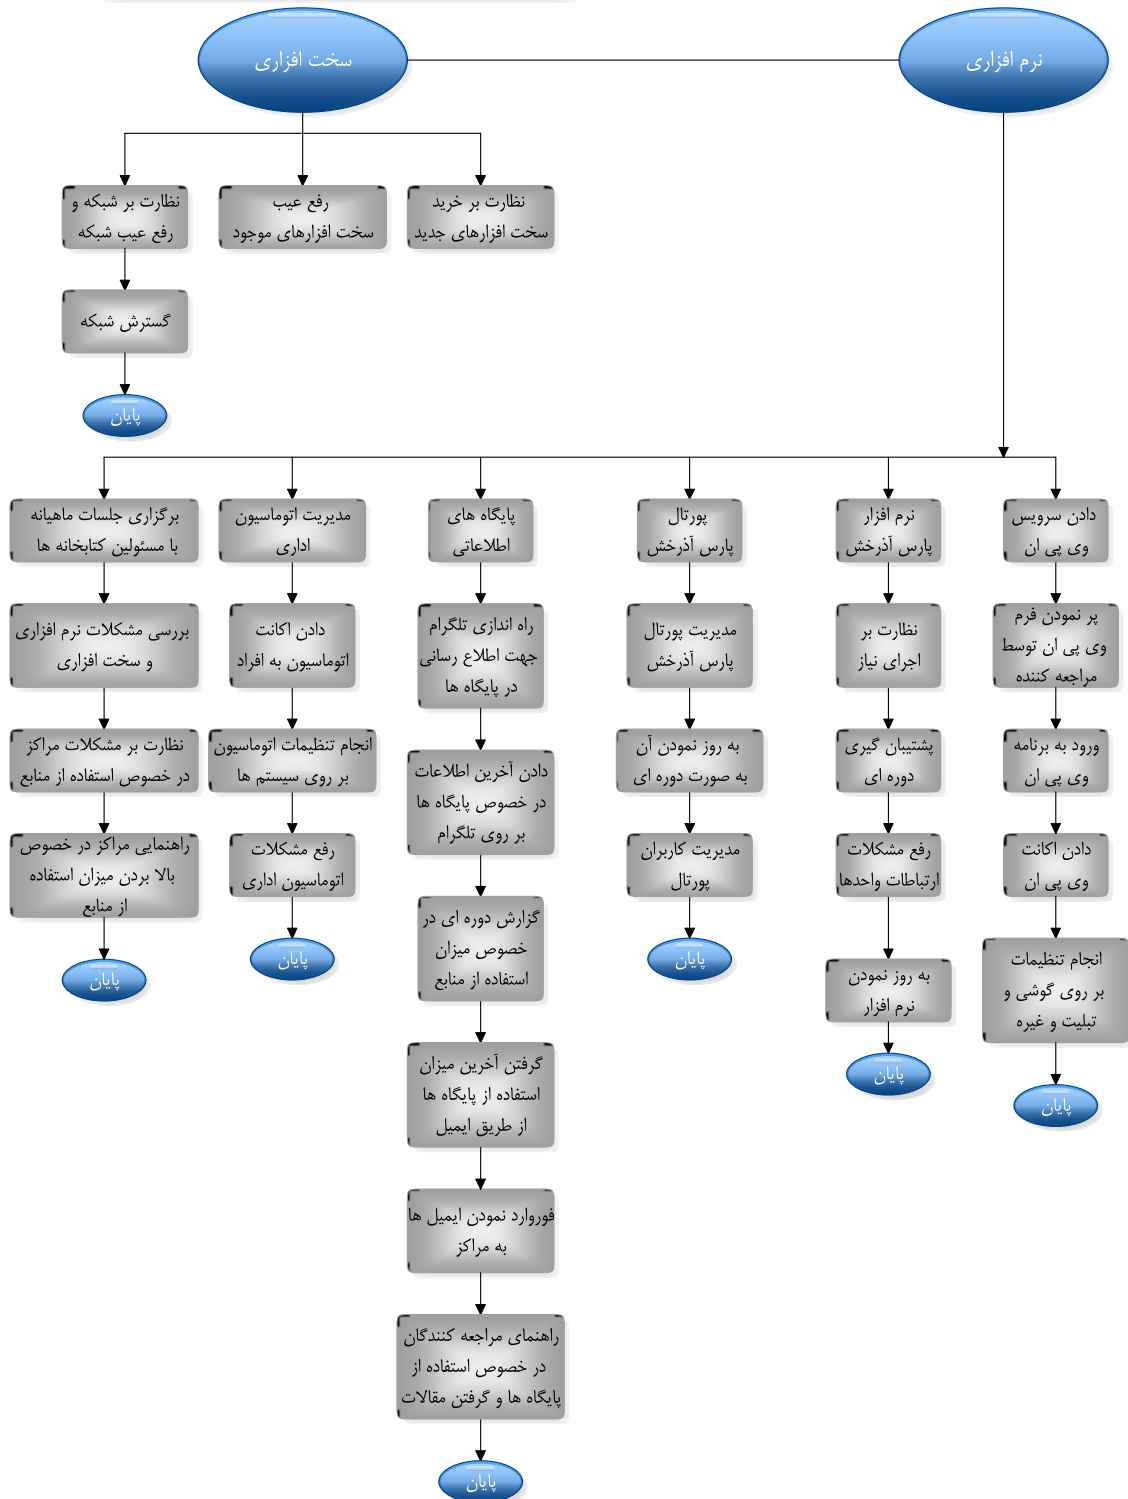 نرم افزاری
سخت افزاری
نظارت بر خرید
سخت افزارهای جدید
رفع عیب
سخت افزارهای موجود
نظارت بر شبکه و
رفع عیب شبکه
گسترش شبکه
پایان
دادن سرویس
وی پی ان
پر نمودن فرم
وی پی ان توسط
مراجعه کننده
ورود به برنامه
وی پی ان
دادن اکانت
وی پی ان
انجام تنظیمات
بر روی گوشی و
تبلیت و غیره
پایان
نرم افزار
پارس آذرخش
نظارت بر
اجرای نیاز
پشتیبان گیری
دوره ای
رفع مشکلات
ارتباطات واحدها
به روز نمودن
نرم افزار
پایان
پورتال
پارس آذرخش
مدیریت پورتال
پارس آذرخش
به روز نمودن آن
به صورت دوره ای
مدیریت کاربران
پورتال
پایان
پایگاه های
اطلاعاتی
راه اندازی تلگرام
جهت اطلاع رسانی
در پایگاه ها
دادن آخرین اطلاعات
در خصوص پایگاه ها
بر روی تلگرام
گزارش دوره ای در
خصوص میزان
استفاده از منابع
گرفتن آخرین میزان
استفاده از پایگاه ها
از طریق ایمیل
فوروارد نمودن ایمیل ها
به مراکز
راهنمای مراجعه کنندگان
در خصوص استفاده از
پایگاه ها و گرفتن مقالات
پایان
مدیریت اتوماسیون
اداری
دادن اکانت
اتوماسیون به افراد
انجام تنظیمات اتوماسیون
بر روی سیستم ها
رفع مشکلات
اتوماسیون اداری
پایان
برگزاری جلسات ماهیانه
با مسئولین کتابخانه ها
بررسی مشکلات نرم افزاری
و سخت افزاری
نظارت بر مشکلات مراکز
در خصوص استفاده از منابع
راهنمایی مراکز در خصوص
بالا بردن میزان استفاده
از منابع
پایان